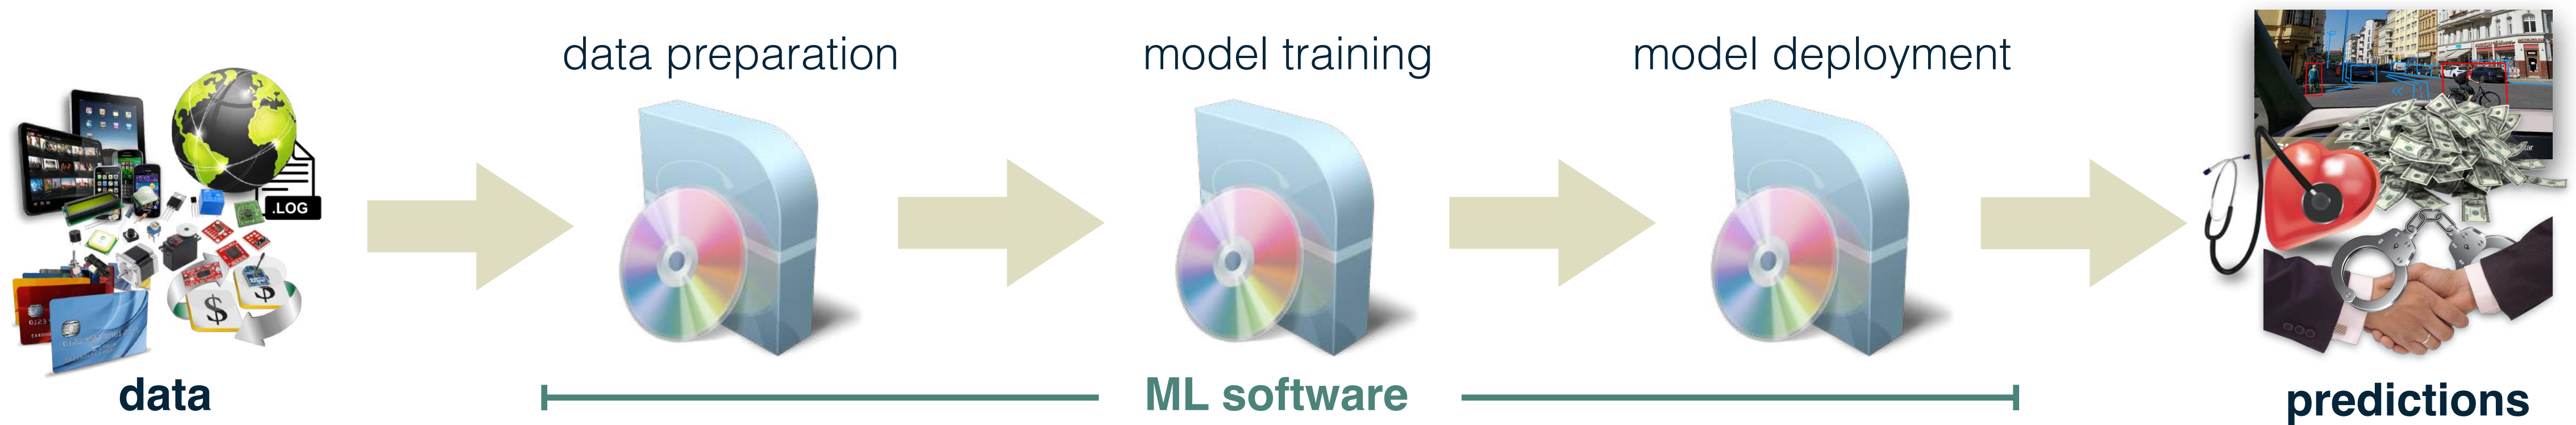 data preparation
model training
model deployment
.LOG
$
$
data
ML software
predictions